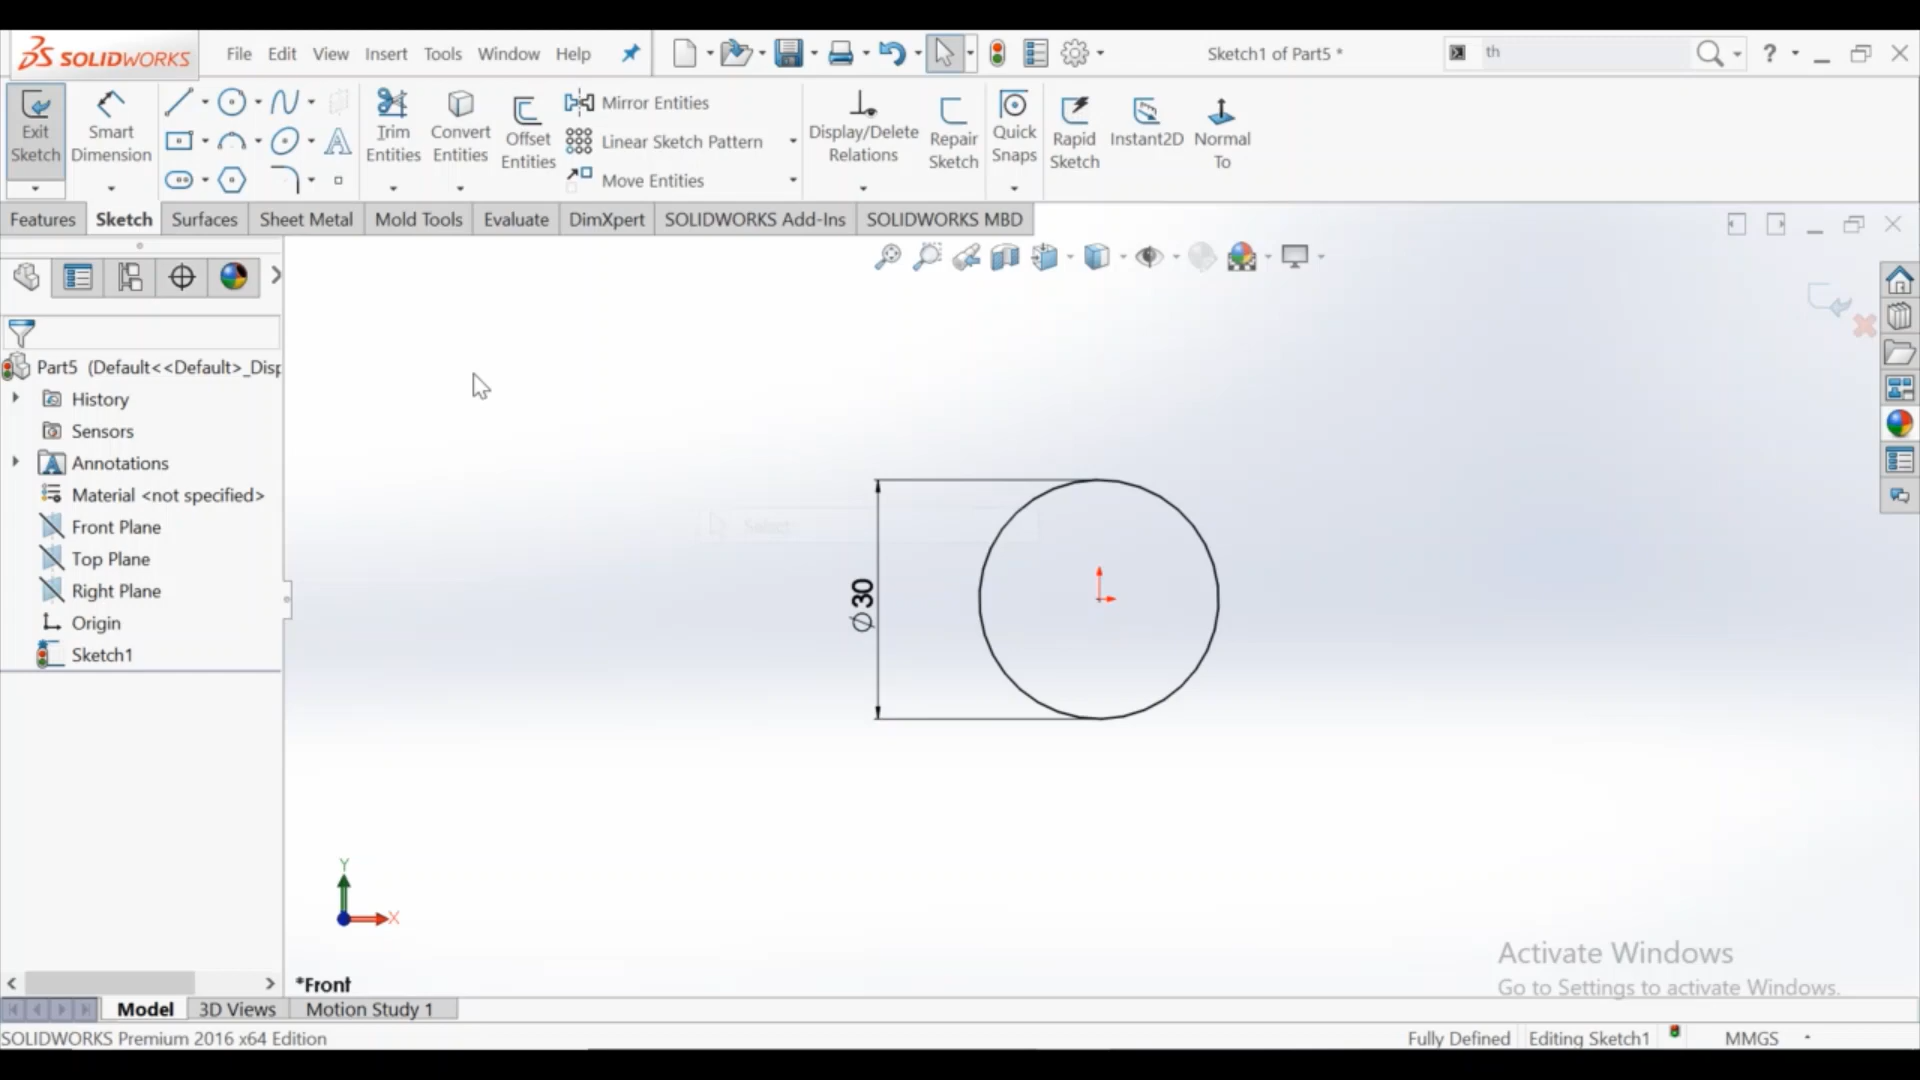 SOLIDWORKS
File Edit View Insert Tools Window Help
Sketch1 of Part5 *
th
?
Exit Sketch
Smart Dimension
Trim Entities
Convert Entities
Offset Entities
Mirror Entities
Linear Sketch Pattern
Move Entities
Display/Delete Relations
Repair Sketch
Quick Snaps
Rapid Sketch
Instant2D
Normal To
Features Sketch Surfaces Sheet Metal Mold Tools Evaluate DimXpert SOLIDWORKS Add-Ins SOLIDWORKS MBD
Part5 (Default<<Default>_Disp
History
Sensors
Annotations
Material <not specified>
Front Plane
Top Plane
Right Plane
Origin
Sketch1
Select
∅30
Y
X
*Front
Activate Windows
Go to Settings to activate Windows.
Model 3D Views Motion Study 1
SOLIDWORKS Premium 2016 x64 Edition
Fully Defined Editing Sketch1 MMGS